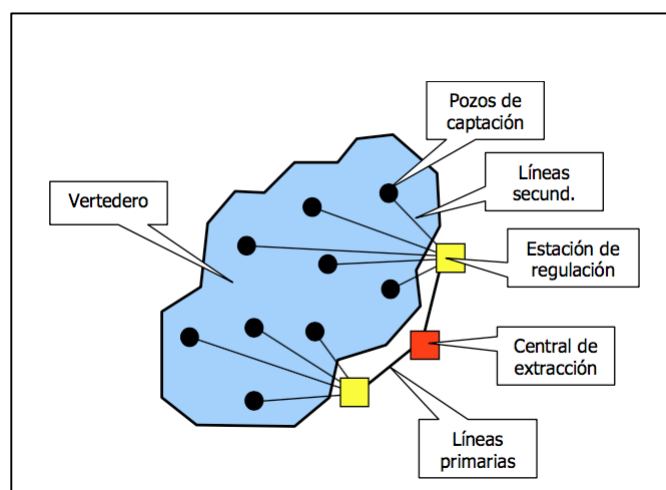 Pozos de
captación
Líneas
secund.
Vertedero
Estación de
regulación
Central de
extracción
Líneas
primarias